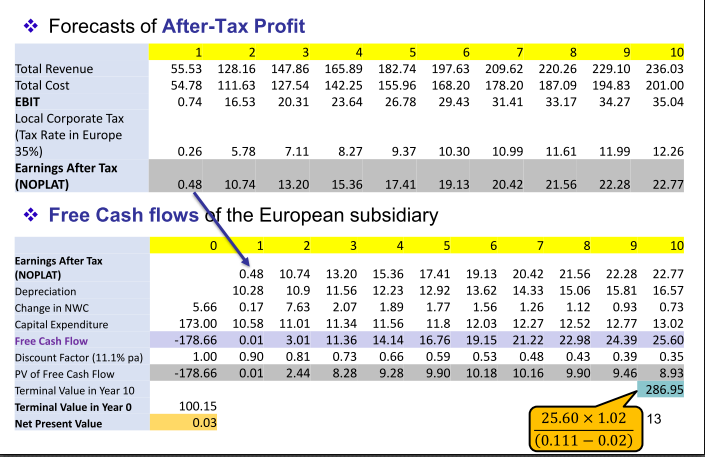 ❖ Forecasts of After-Tax Profit
1 2 3 4 5 6 7 8 9 10
Total Revenue 55.53 128.16 147.86 165.89 182.74 197.63 209.62 220.26 229.10 236.03
Total Cost 54.78 111.63 127.54 142.25 155.96 168.20 178.20 187.09 194.83 201.00
EBIT 0.74 16.53 20.31 23.64 26.78 29.43 31.41 33.17 34.27 35.04
Local Corporate Tax
(Tax Rate in Europe
35%) 0.26 5.78 7.11 8.27 9.37 10.30 10.99 11.61 11.99 12.26
Earnings After Tax
(NOPLAT) 0.48 10.74 13.20 15.36 17.41 19.13 20.42 21.56 22.28 22.77
❖ Free Cash flows of the European subsidiary
0 1 2 3 4 5 6 7 8 9 10
Earnings After Tax
(NOPLAT) 0.48 10.74 13.20 15.36 17.41 19.13 20.42 21.56 22.28 22.77
Depreciation 10.28 10.9 11.56 12.23 12.92 13.62 14.33 15.06 15.81 16.57
Change in NWC 5.66 0.17 7.63 2.07 1.89 1.77 1.56 1.26 1.12 0.93 0.73
Capital Expenditure 173.00 10.58 11.01 11.34 11.56 11.8 12.03 12.27 12.52 12.77 13.02
Free Cash Flow -178.66 0.01 3.01 11.36 14.14 16.76 19.15 21.22 22.98 24.39 25.60
Discount Factor (11.1% pa) 1.00 0.90 0.81 0.73 0.66 0.59 0.53 0.48 0.43 0.39 0.35
PV of Free Cash Flow -178.66 0.01 2.44 8.28 9.28 9.90 10.18 10.16 9.90 9.46 8.93
Terminal Value in Year 10 286.95
Terminal Value in Year 0 100.15
Net Present Value 0.03
25.60 × 1.02
(0.111 − 0.02)
13